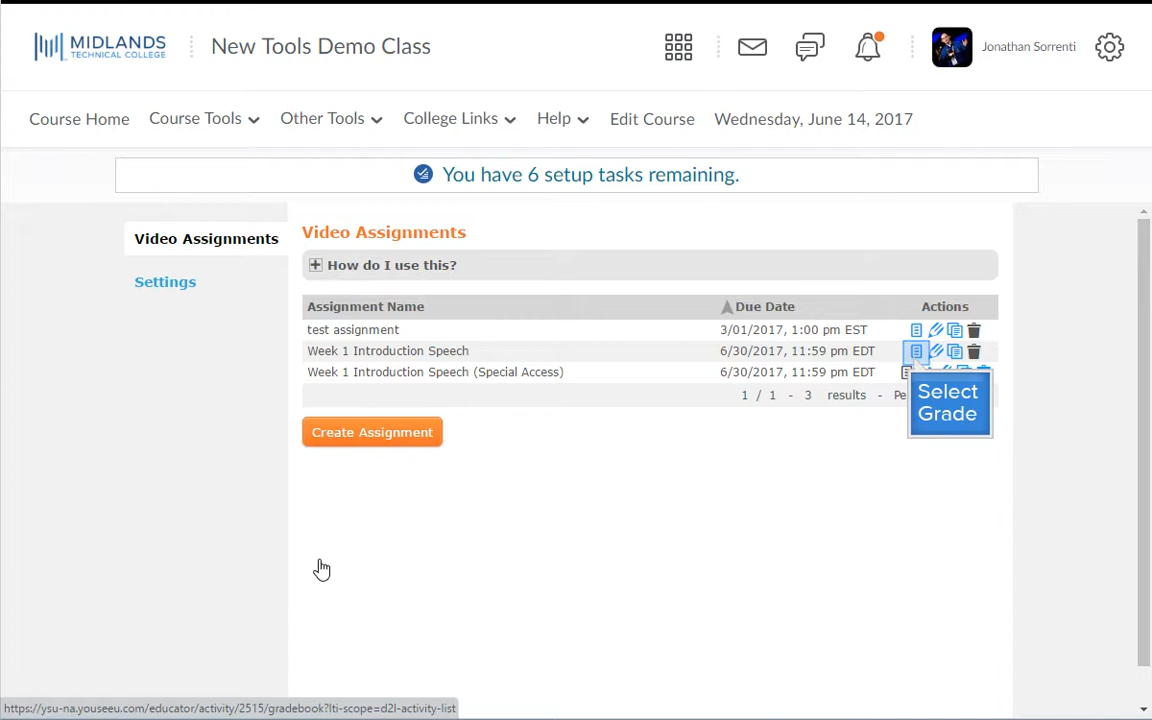 MIDLANDS
TECHNICAL COLLEGE
New Tools Demo Class
Jonathan Sorrenti
Course Home
Course Tools
Other Tools
College Links
Help
Edit Course
Wednesday, June 14, 2017
You have 6 setup tasks remaining.
Video Assignments
Settings
Video Assignments
How do I use this?
Assignment Name Due Date Actions
test assignment 3/01/2017, 1:00 pm EST
Week 1 Introduction Speech 6/30/2017, 11:59 pm EDT
Week 1 Introduction Speech (Special Access) 6/30/2017, 11:59 pm EDT
1 / 1 - 3 results - Pe
Select
Grade
Create Assignment
https://ysu-na.youseeu.com/educator/activity/2515/gradebook?lti-scope=d2l-activity-list